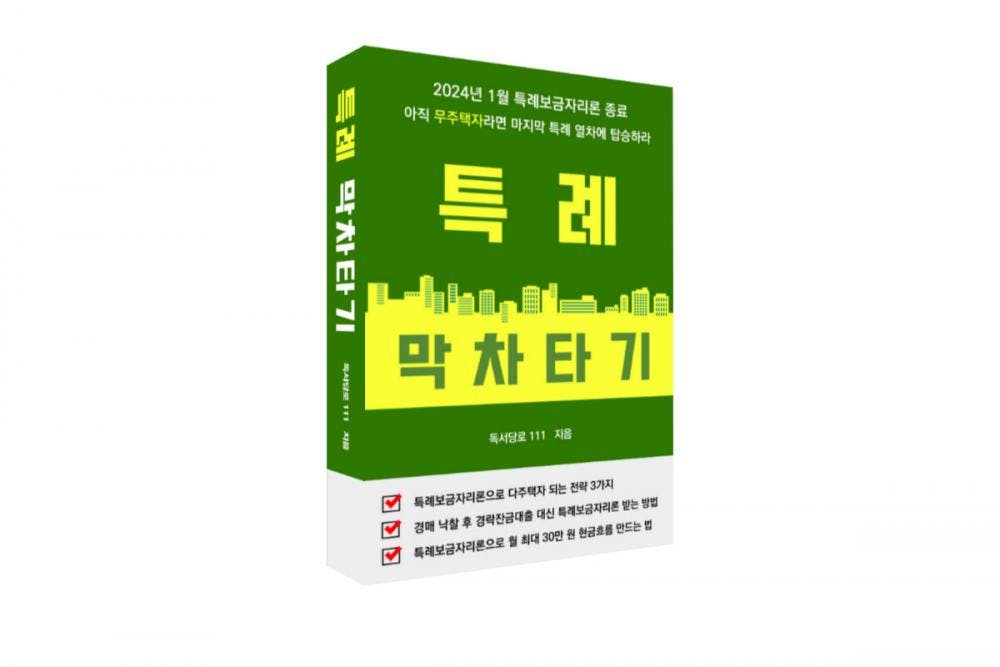 특례 막차타기
독서당로 111 지음
2024년 1월 특례보금자리론 종료
아직 무주택자라면 마지막 특례 열차에 탑승하라
특례
막차타기
독서당로 111 지음
특례보금자리론으로 다주택자 되는 전략 3가지
경매 낙찰 후 경락잔금대출 대신 특례보금자리론 받는 방법
특례보금자리론으로 월 최대 30만 원 현금흐름 만드는 법